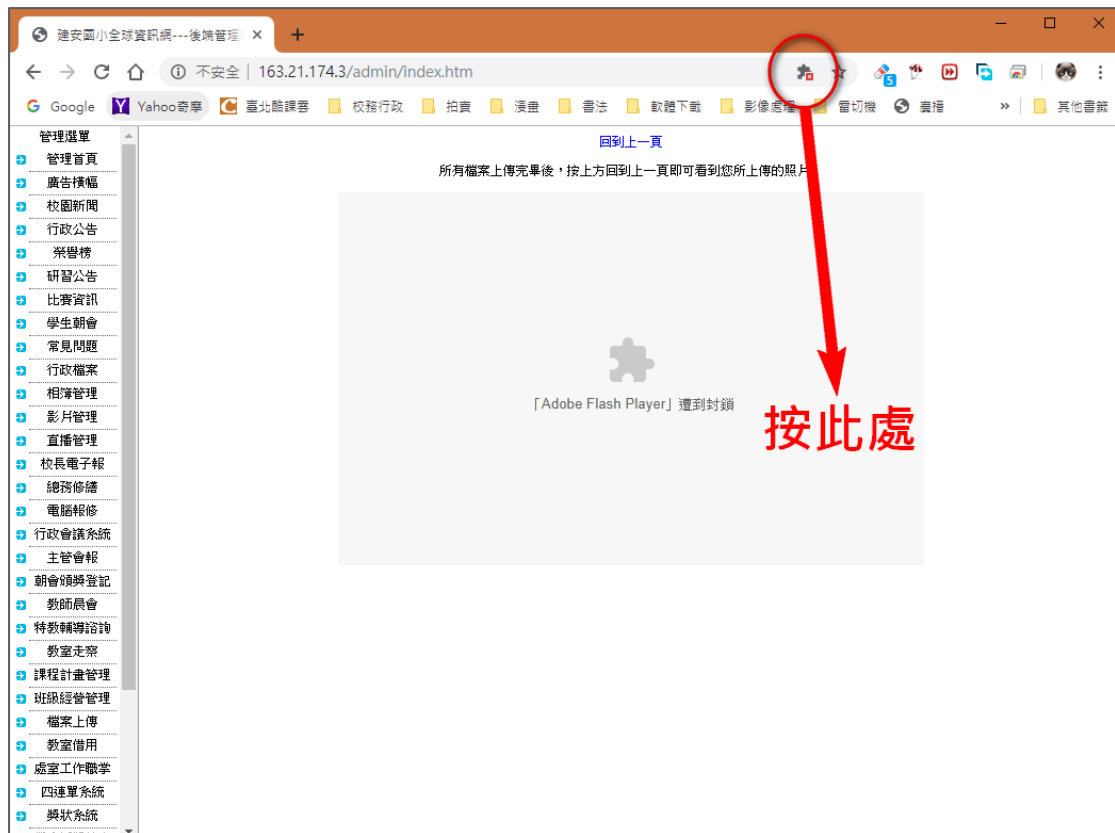 建安國小全球資訊網---後端管理
不安全 | 163.21.174.3/admin/index.htm
5
G Google Yahoo奇摩 臺北酷課雲 校務行政 拍賣 漫畫 書法 軟體下載 影像處理 雷切機 廣播 » 其他書籤
管理選單
管理首頁
廣告橫幅
校園新聞
行政公告
榮譽榜
研習公告
比賽資訊
學生朝會
常見問題
行政檔案
相簿管理
影片管理
直播管理
校長電子報
總務修繕
電腦報修
行政會議系統
主管會報
朝會頒獎登記
教師晨會
特教輔導諮詢
教室走察
課程計畫管理
班級經營管理
檔案上傳
教室借用
處室工作職掌
四連單系統
獎狀系統
回到上一頁
所有檔案上傳完畢後，按上方回到上一頁即可看到您所上傳的照片
「Adobe Flash Player」遭到封鎖
按此處